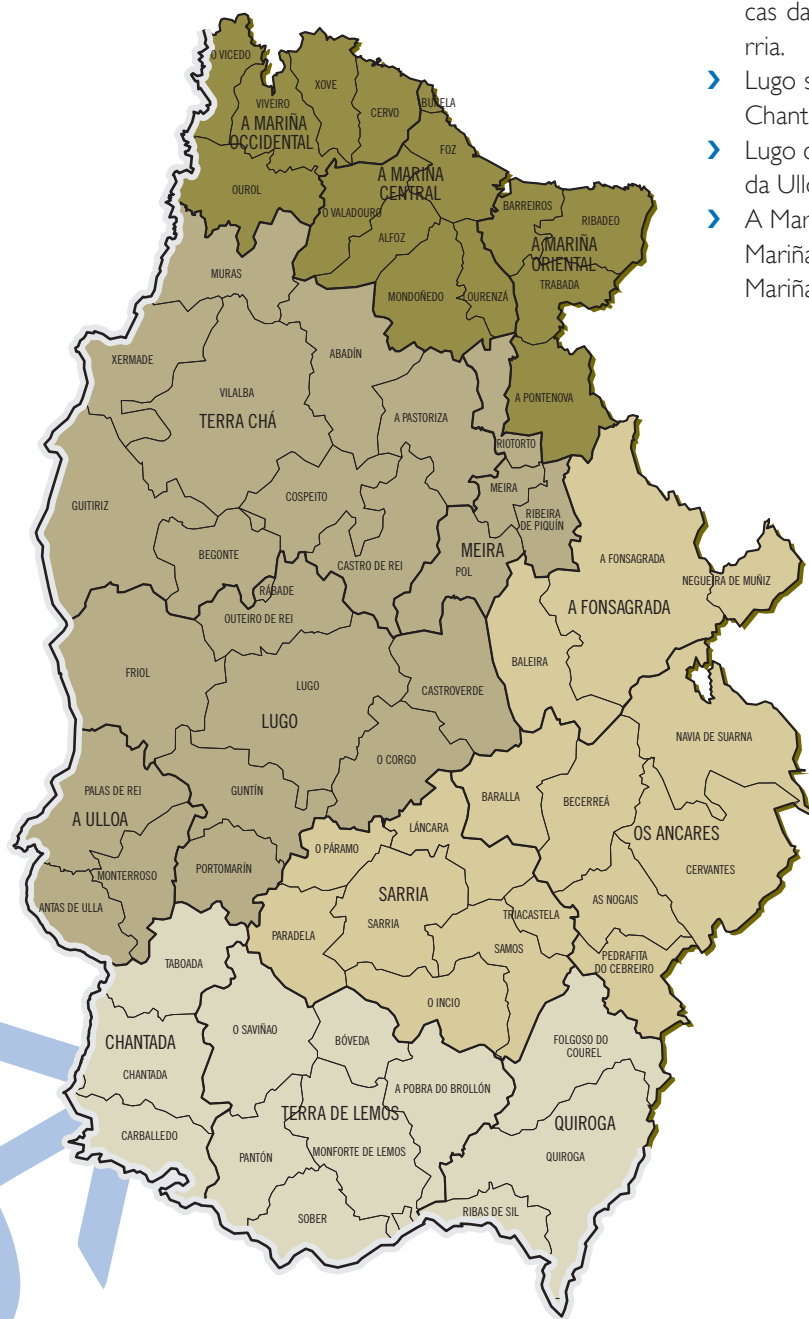 cas da
rria.
Lugo s
Chant
Lugo c
da Ullo
A Mar
Mariña
Mariña
O VICEDO
XOVE
VIVEIRO
CERVO
BURELA
A MARIÑA
OCCIDENTAL
FOZ
OUROL
A MARIÑA
CENTRAL
BARREIROS
RIBADEO
O VALADOURO
ALFOZ
A MARIÑA
ORIENTAL
TRABADA
MURAS
MONDOÑEDO
LOURENZÁ
XERMADE
ABADÍN
VILALBA
A PONTENOVA
TERRA CHÁ
A PASTORIZA
RIOTORTO
GUITIRIZ
COSPEITO
MEIRA
RIBEIRA
DE PIQUÍN
BEGONTE
CASTRO DE REI
MEIRA
POL
A FONSAGRADA
NEGUEIRA DE MUÑIZ
RÁBADE
OUTEIRO DE REI
A FONSAGRADA
FRIOL
LUGO
CASTROVERDE
BALEIRA
LUGO
NAVIA DE SUARNA
O CORGO
PALAS DE REI
GUNTÍN
BARALLA
BECERREÁ
A ULLOA
LÁNCARA
OS ANCARES
O PÁRAMO
MONTERROSO
PORTOMARÍN
CERVANTES
ANTAS DE ULLA
SARRIA
SARRIA
AS NOGAIS
TRIACASTELA
PARADELA
SAMOS
PEDRAFITA
DO CEBREIRO
TABOADA
O INCIO
CHANTADA
O SAVIÑAO
BÓVEDA
FOLGOSO DO
COUREL
CHANTADA
A POBRA DO BROLLÓN
TERRA DE LEMOS
QUIROGA
CARBALLEDO
PANTÓN
MONFORTE DE LEMOS
QUIROGA
SOBER
RIBAS DE SIL